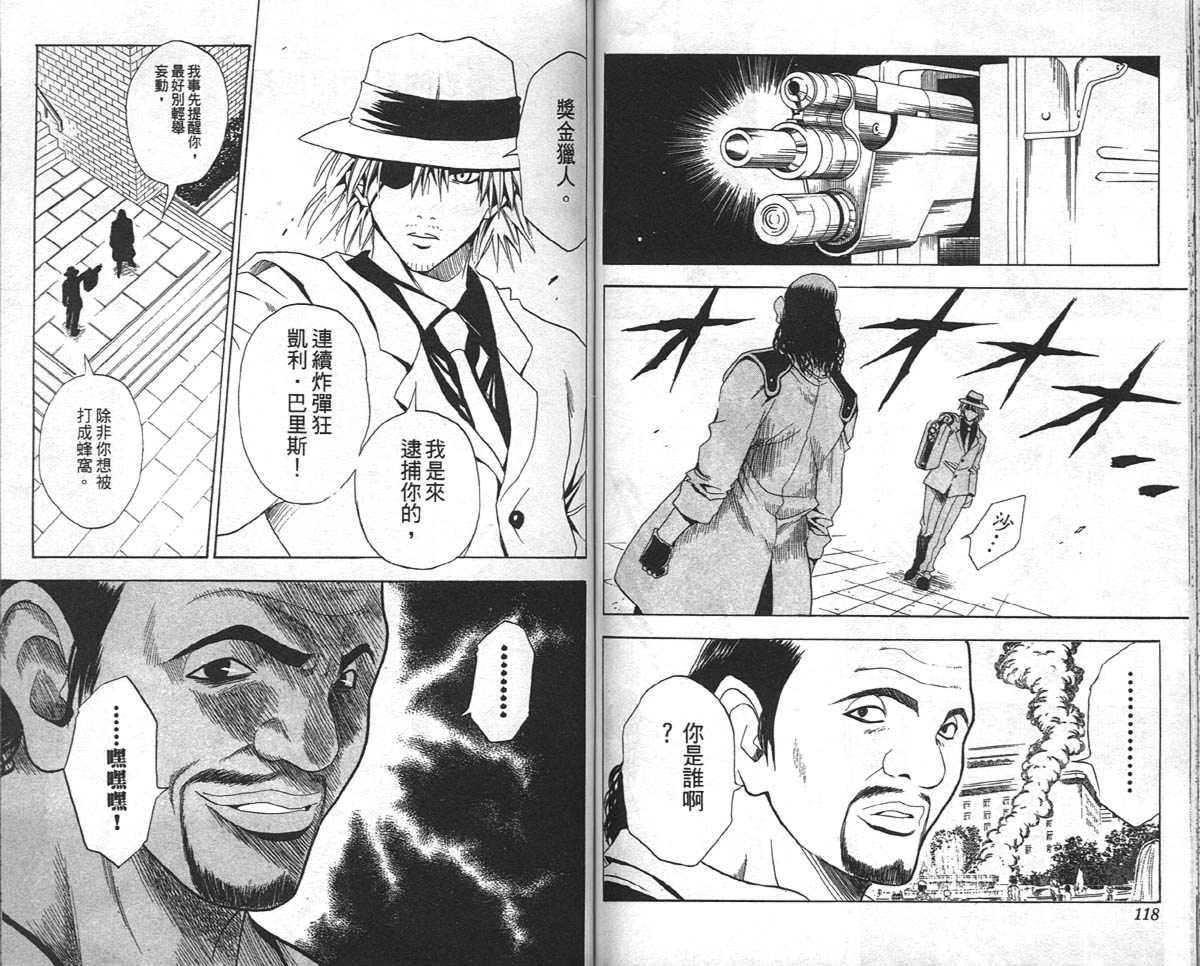 沙…
………
你是誰啊
?
118
獎金獵人。
我是來
逮捕你的，
連續炸彈狂
凱利．巴里斯！
我事先提醒你，
最好別輕舉
妄動，
除非你想被
打成蜂窩。
………
……嘿嘿嘿！